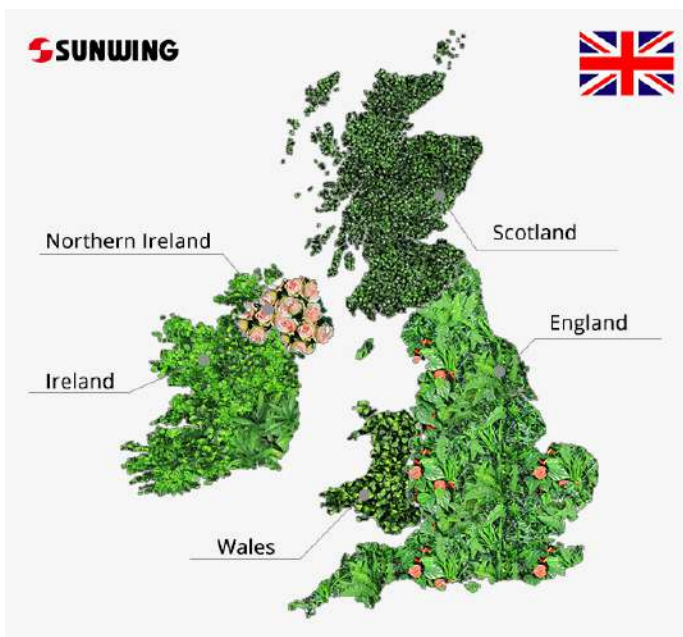 SUNWING
Scotland
Northern Ireland
England
Ireland
Wales